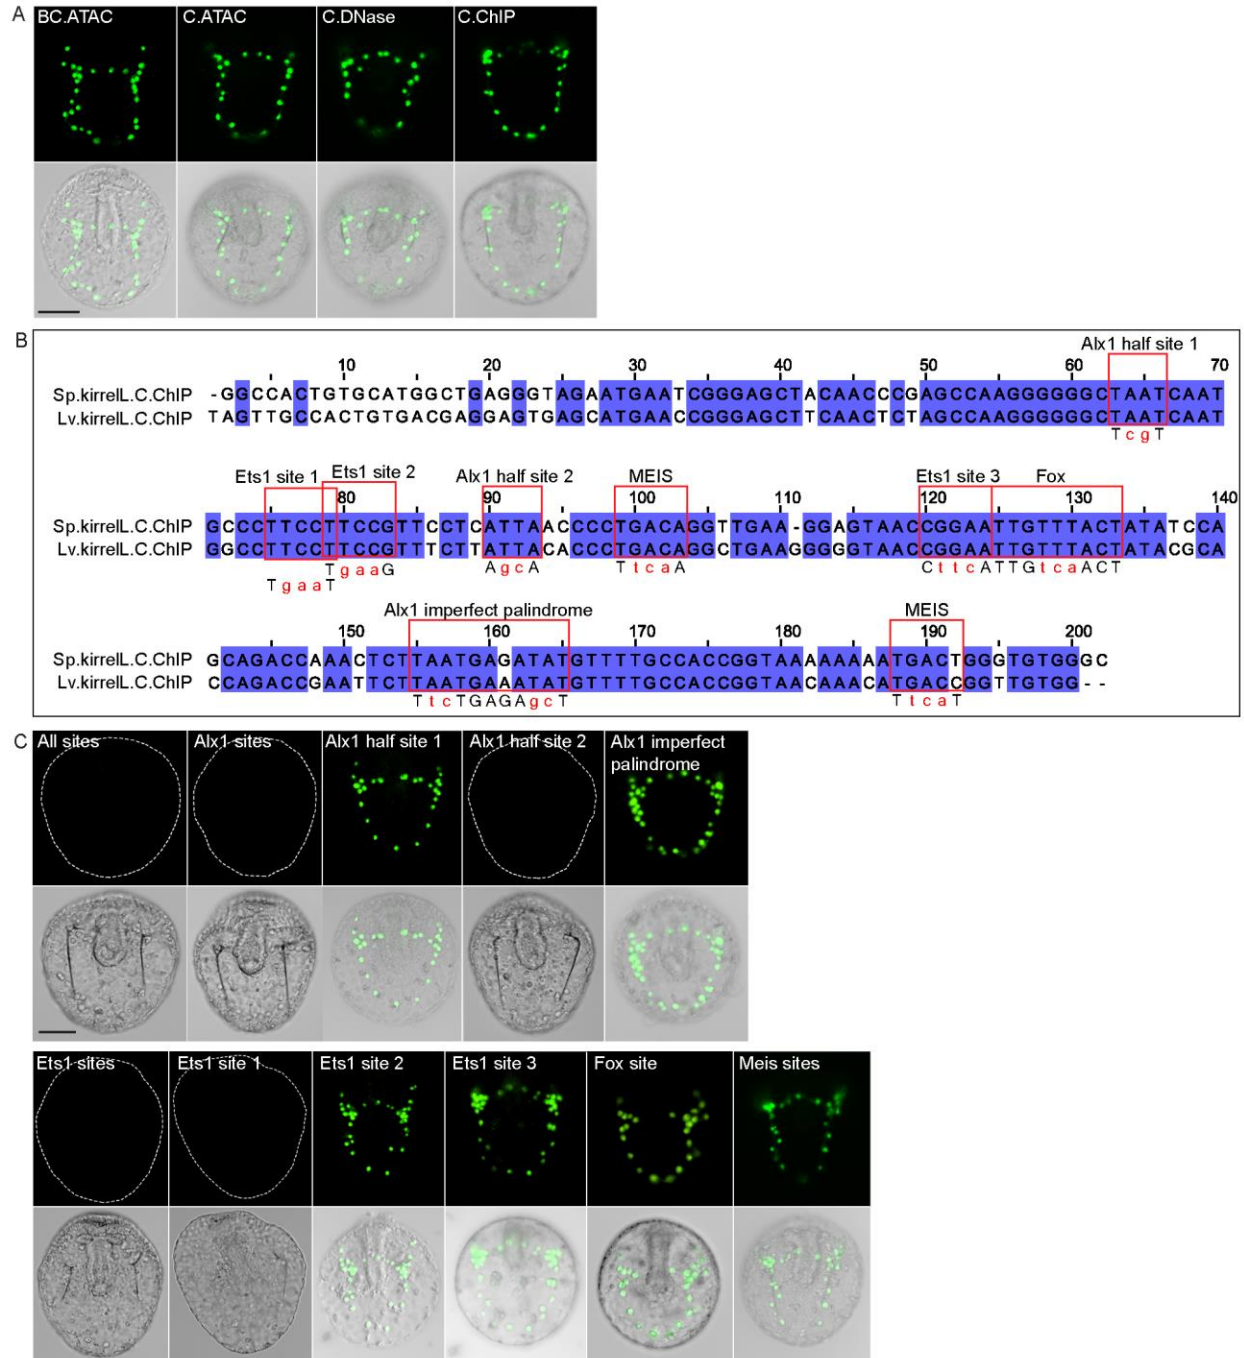 A
BC.ATAC C.ATAC C.DNase C.ChIP
B
Alx1 half site 1
10 20 30 40 50 60 70
Sp.kirrelL.C.ChIP -GGCCACTGTGCATGGCTGAGGGTAGAATGAATCGGGAGCTACAACCCGAGCCAAGGGGGGCTAATCAAT
Lv.kirrelL.C.ChIP TAGTTGCCACTGTGACGAGGAGTGAGCATGAACCGGGAGCTTCAACTCTAGCCAAGGGGGGCTAATCAAT
TcgT
Ets1 site 1 Ets1 site 2 Alx1 half site 2 MEIS Ets1 site 3 Fox
80 90 100 110 120 130 140
Sp.kirrelL.C.ChIP GCCCTTCCTTCCGTTCCTCATTAACCCCTGACAGGTTGAA-GGAGTAACCGGAATTGTTTACTATATCCA
Lv.kirrelL.C.ChIP GGCCTTCCTTCCGTTTCTTATTACACCCTGACAGGCTGAAGGGGGTAACCGGAATTGTTTACTATACGCA
TgaaG AgcA TtcaA CttcATTGtcaACT
TgaaT
Alx1 imperfect palindrome MEIS
150 160 170 180 190 200
Sp.kirrelL.C.ChIP GCAGACCAAACTCTTAATGAGATATGTTTTGCCACCGGTAAAAAAAATGACTGGGTGTGGGC
Lv.kirrelL.C.ChIP CCAGACCGAATTCTTAATGAAATATGTTTTGCCACCGGTAACAAACATGACCGGTTGTGG--
TtcTGAGAgcT TtcaT
C
All sites Alx1 sites Alx1 half site 1 Alx1 half site 2 Alx1 imperfect
palindrome
Ets1 sites Ets1 site 1 Ets1 site 2 Ets1 site 3 Fox site Meis sites